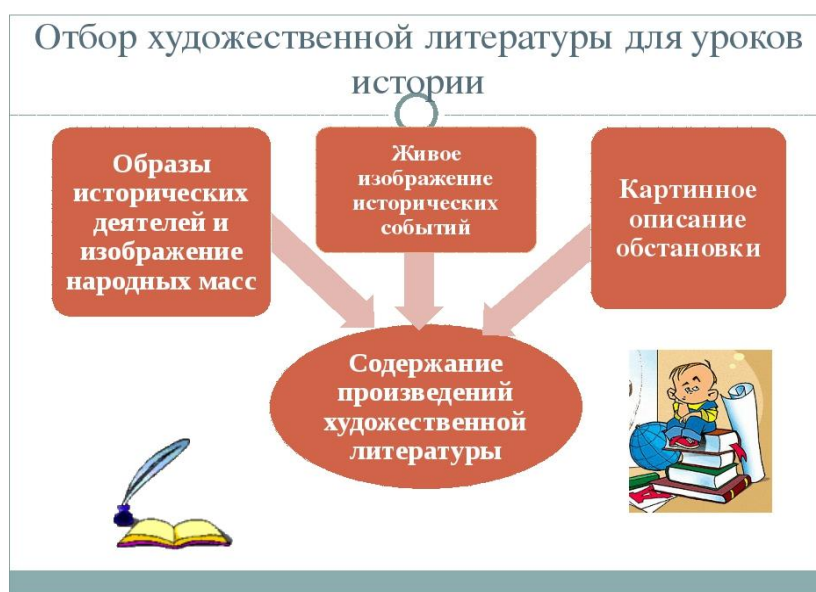 Отбор художественной литературы для уроков
истории
Образы
исторических
деятелей и
изображение
народных масс
Живое
изображение
исторических
событий
Картинное
описание
обстановки
Содержание
произведений
художественной
литературы